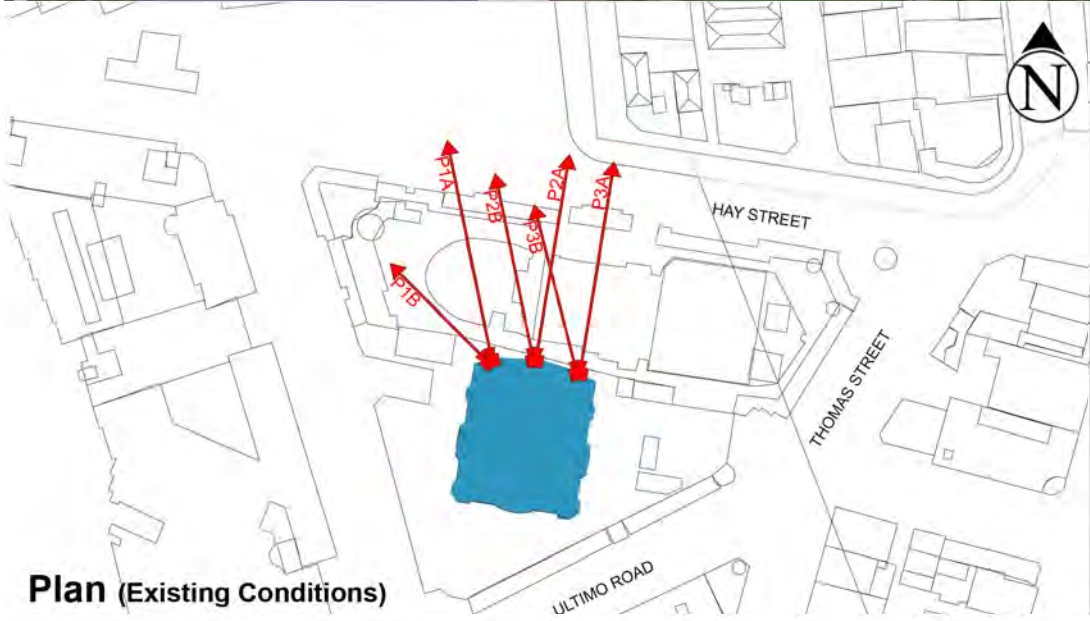 N
P1A
P2B
P2A
P3A
P3B
P1B
HAY STREET
THOMAS STREET
ULTIMO ROAD
Plan (Existing Conditions)